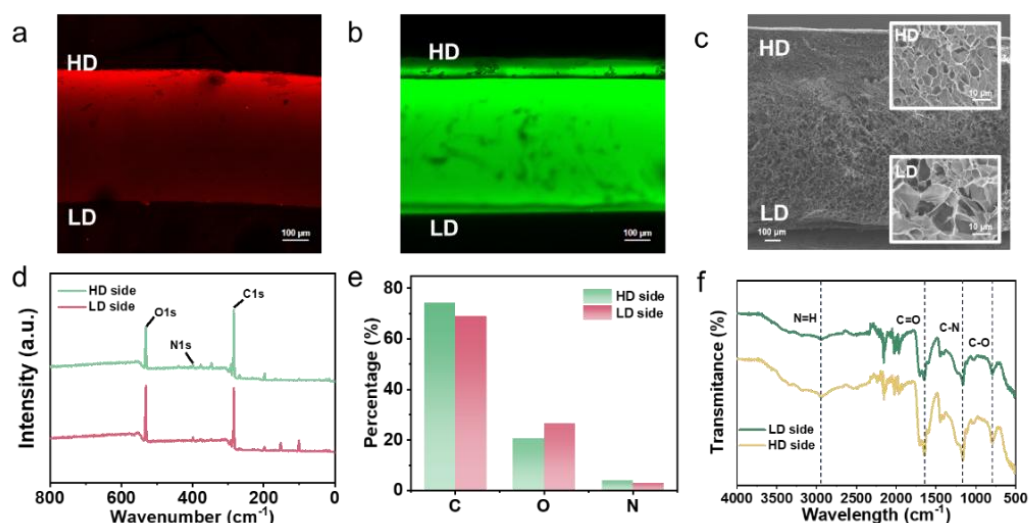 a
HD
LD
100 μm
b
HD
LD
100 μm
c
HD
LD
100 μm
HD
10 μm
LD
10 μm
d
HD side
LD side
O1s
N1s
C1s
Intensity (a.u.)
800 600 400 200 0
Wavenumber (cm⁻¹)
e
HD side
LD side
Percentage (%)
80
60
40
20
0
C O N
f
N=H
C=O
C-N
C-O
LD side
HD side
Transmitance (%)
4000 3500 3000 2500 2000 1500 1000 500
Wavelength (cm⁻¹)